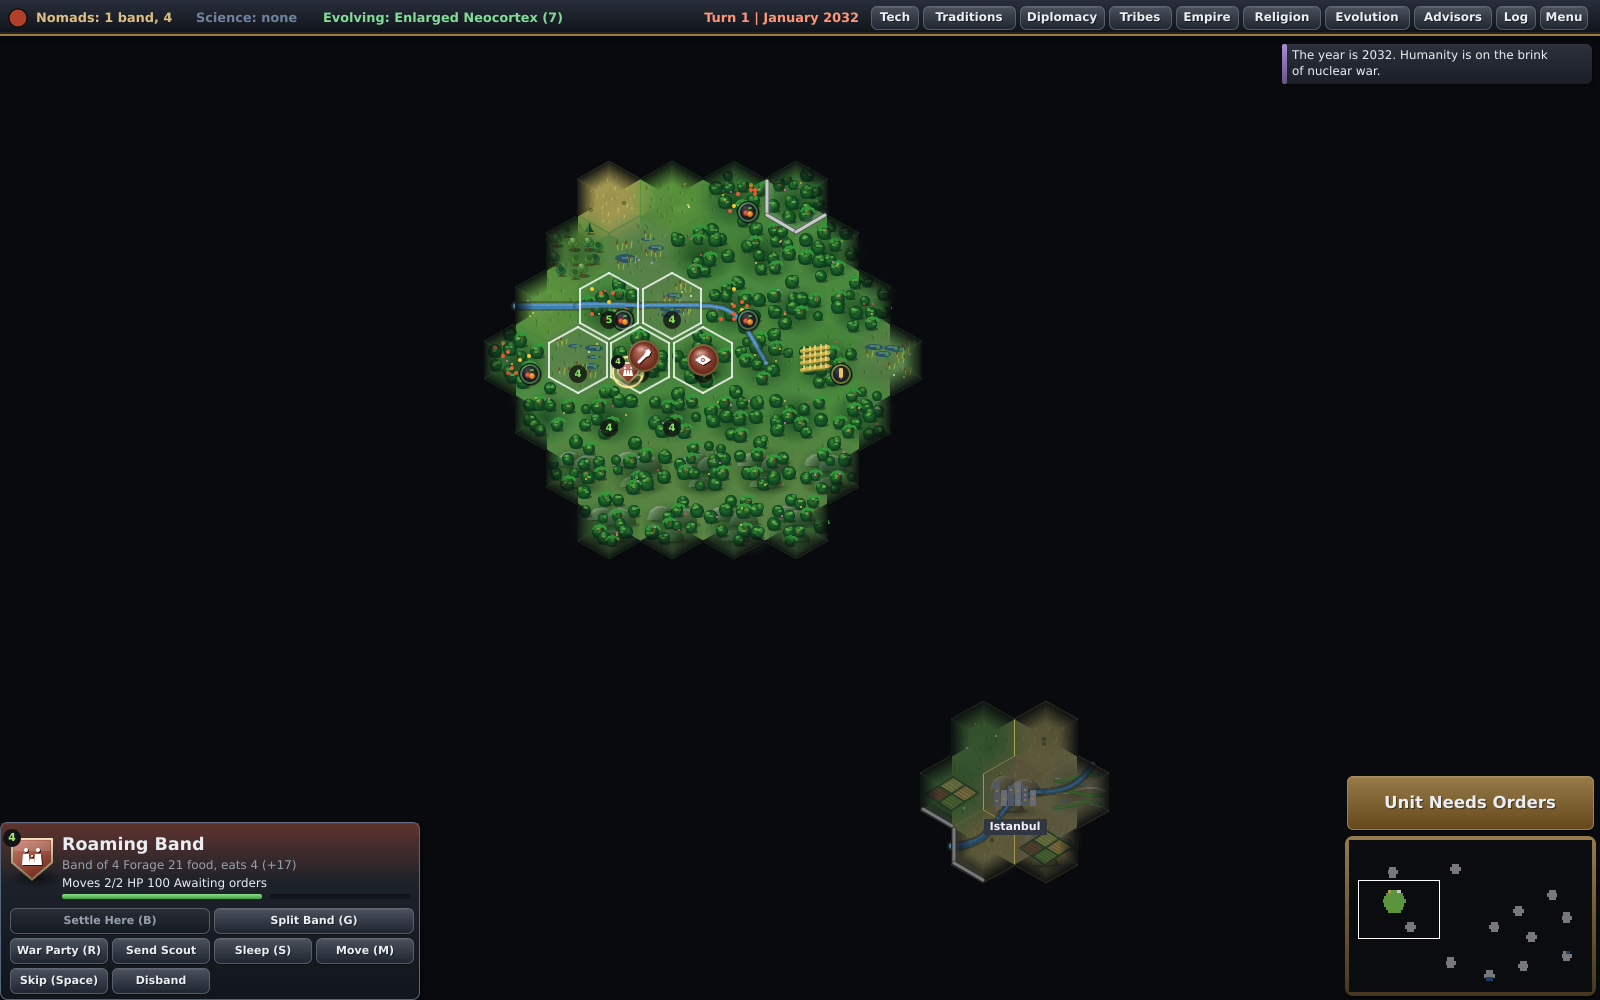 Nomads: 1 band, 4
Science: none
Evolving: Enlarged Neocortex (7)
Turn 1 | January 2032
Tech
Traditions
Diplomacy
Tribes
Empire
Religion
Evolution
Advisors
Log
Menu
The year is 2032. Humanity is on the brink
of nuclear war.
5
4
4
4
4
4
Istanbul
Unit Needs Orders
4
Roaming Band
Band of 4 Forage 21 food, eats 4 (+17)
Moves 2/2 HP 100 Awaiting orders
Settle Here (B)
Split Band (G)
War Party (R)
Send Scout
Sleep (S)
Move (M)
Skip (Space)
Disband